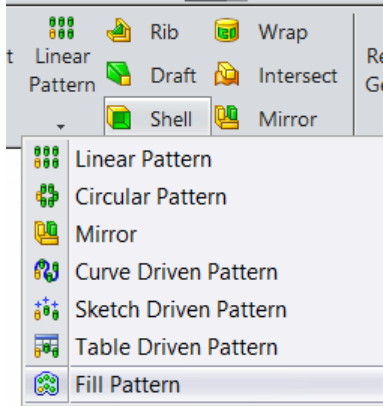 t Linear Pattern
Rib
Wrap
Draft
Intersect
Shell
Mirror
Re
Ge
Linear Pattern
Circular Pattern
Mirror
Curve Driven Pattern
Sketch Driven Pattern
Table Driven Pattern
Fill Pattern